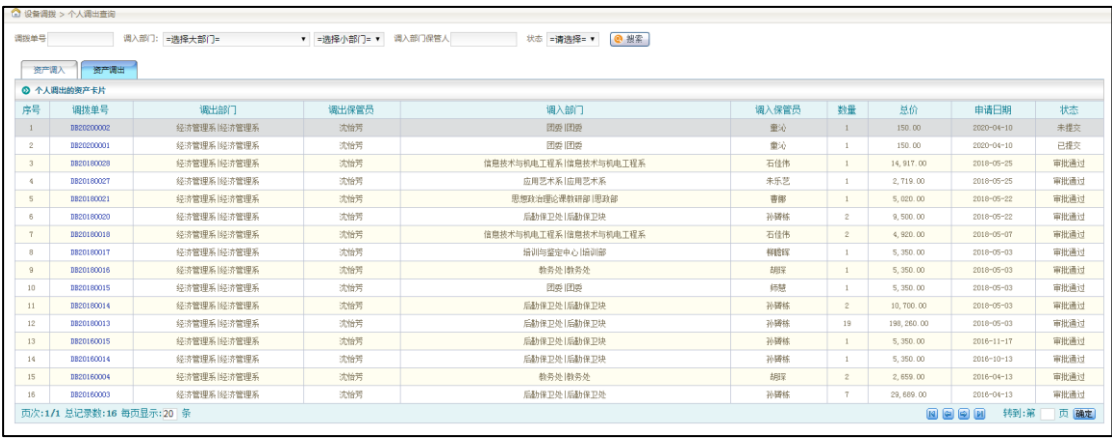 设备调拨 > 个人调出查询
调拨单号 调入部门: =选择大部门= =选择小部门= 调入部门保管人 状态 =请选择= 搜索
资产调入 资产调出
个人调出的资产卡片
序号 调拨单号 调出部门 调出保管员 调入部门 调入保管员 数量 总价 申请日期 状态
1 DB20200002 经济管理系|经济管理系 沈怡芳 团委|团委 童沁 1 150.00 2020-04-10 未提交
2 DB20200001 经济管理系|经济管理系 沈怡芳 团委|团委 童沁 1 150.00 2020-04-10 已提交
3 DB20180028 经济管理系|经济管理系 沈怡芳 信息技术与机电工程系|信息技术与机电工程系 石佳伟 1 14,917.00 2018-05-25 审批通过
4 DB20180027 经济管理系|经济管理系 沈怡芳 应用艺术系|应用艺术系 朱乐艺 1 2,719.00 2018-05-25 审批通过
5 DB20180021 经济管理系|经济管理系 沈怡芳 思想政治理论课教研部|思政部 曹娜 1 5,020.00 2018-05-22 审批通过
6 DB20180020 经济管理系|经济管理系 沈怡芳 后勤保卫处|后勤保卫块 2 9,500.00 2018-05-22 审批通过
7 DB20180018 经济管理系|经济管理系 沈怡芳 信息技术与机电工程系|信息技术与机电工程系 石佳伟 2 4,920.00 2018-05-07 审批通过
8 DB20180017 经济管理系|经济管理系 沈怡芳 培训与鉴定中心|培训部 1 5,350.00 2018-05-03 审批通过
9 DB20180016 经济管理系|经济管理系 沈怡芳 教务处|教务处 1 5,350.00 2018-05-03 审批通过
10 DB20180015 经济管理系|经济管理系 沈怡芳 团委|团委 师慧 1 5,350.00 2018-05-03 审批通过
11 DB20180014 经济管理系|经济管理系 沈怡芳 后勤保卫处|后勤保卫块 2 10,700.00 2018-05-03 审批通过
12 DB20180013 经济管理系|经济管理系 沈怡芳 后勤保卫处|后勤保卫块 19 198,260.00 2018-05-03 审批通过
13 DB20160015 经济管理系|经济管理系 沈怡芳 后勤保卫处|后勤保卫块 1 5,350.00 2016-11-17 审批通过
14 DB20160014 经济管理系|经济管理系 沈怡芳 后勤保卫处|后勤保卫块 1 5,350.00 2016-10-13 审批通过
15 DB20160004 经济管理系|经济管理系 沈怡芳 教务处|教务处 2 2,659.00 2016-04-13 审批通过
16 DB20160003 经济管理系|经济管理系 沈怡芳 后勤保卫处|后勤保卫块 7 29,689.00 2016-04-13 审批通过
页次:1/1 总记录数:16 每页显示:20 条 转到:第 页 确定